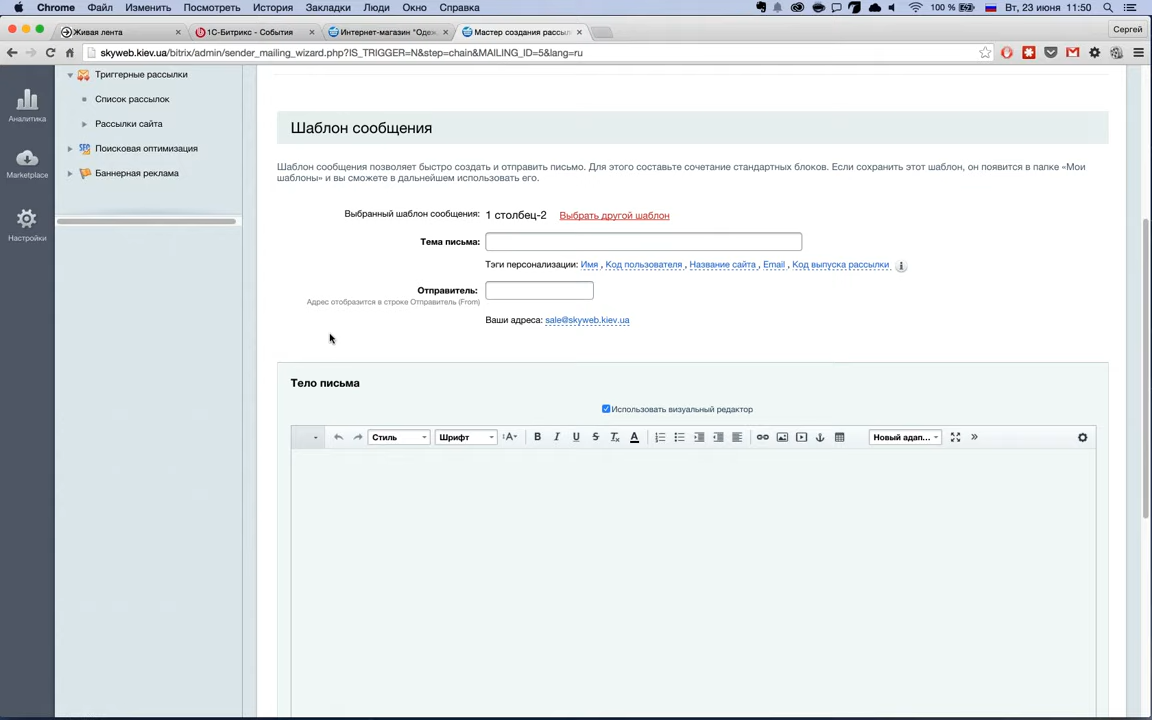 Chrome Файл Изменить Посмотреть История Закладки Люди Окно Справка 100 % Вт, 23 июня 11:50
Живая лента × 1С-Битрикс - События × Интернет-магазин "Одеж × Мастер создания рассыл × Сергей
skyweb.kiev.ua/bitrix/admin/sender_mailing_wizard.php?IS_TRIGGER=N&step=chain&MAILING_ID=5&lang=ru
Триггерные рассылки
Список рассылок
Рассылки сайта
Поисковая оптимизация
Баннерная реклама
Аналитика
Marketplace
Настройки
Шаблон сообщения
Шаблон сообщения позволяет быстро создать и отправить письмо. Для этого составьте сочетание стандартных блоков. Если сохранить этот шаблон, он появится в папке «Мои
шаблоны» и вы сможете в дальнейшем использовать его.
Выбранный шаблон сообщения: 1 столбец-2 Выбрать другой шаблон
Тема письма:
Тэги персонализации: Имя , Код пользователя , Название сайта , Email , Код выпуска рассылки
Отправитель:
Адрес отобразится в строке Отправитель (From)
Ваши адреса: sale@skyweb.kiev.ua
Тело письма
Использовать визуальный редактор
Стиль Шрифт A B I U S T A Новый адап... »